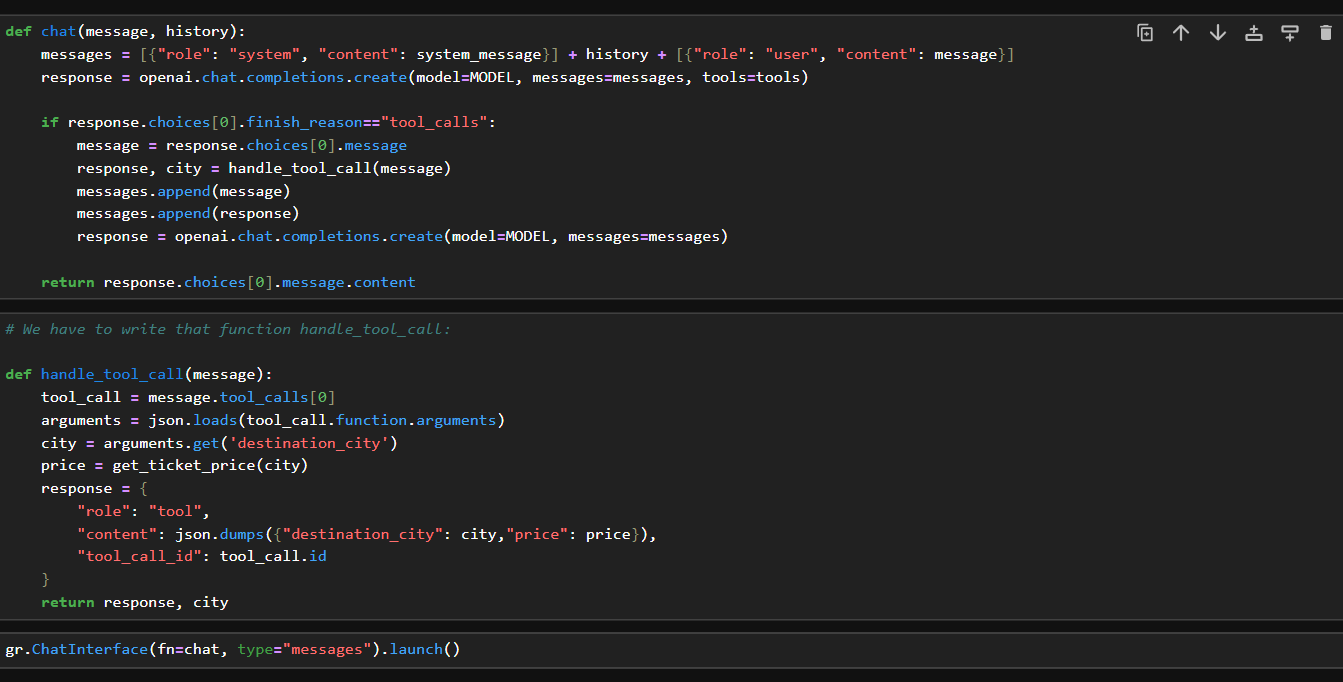 def chat(message, history):
    messages = [{"role": "system", "content": system_message}] + history + [{"role": "user", "content": message}]
    response = openai.chat.completions.create(model=MODEL, messages=messages, tools=tools)

    if response.choices[0].finish_reason=="tool_calls":
        message = response.choices[0].message
        response, city = handle_tool_call(message)
        messages.append(message)
        messages.append(response)
        response = openai.chat.completions.create(model=MODEL, messages=messages)

    return response.choices[0].message.content

# We have to write that function handle_tool_call:

def handle_tool_call(message):
    tool_call = message.tool_calls[0]
    arguments = json.loads(tool_call.function.arguments)
    city = arguments.get('destination_city')
    price = get_ticket_price(city)
    response = {
        "role": "tool",
        "content": json.dumps({"destination_city": city,"price": price}),
        "tool_call_id": tool_call.id
    }
    return response, city

gr.ChatInterface(fn=chat, type="messages").launch()